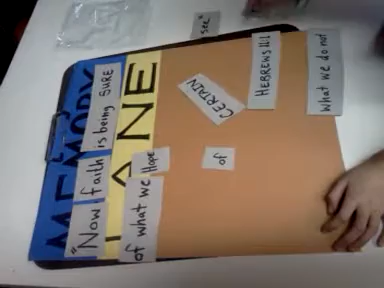 MEMORY
LANE
"Now faith is being SURE
of what we Hope
of
CERTAIN
HEBREWS 11:1
what we do not
see"